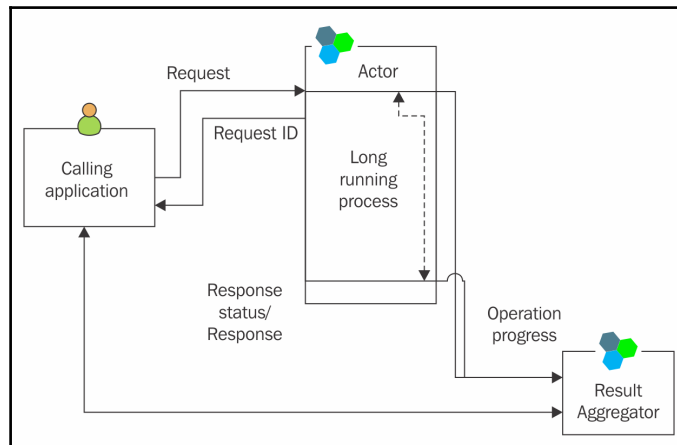 Actor
Request
Request ID
Calling
application
Long
running
process
Response
status/
Response
Operation
progress
Result
Aggregator